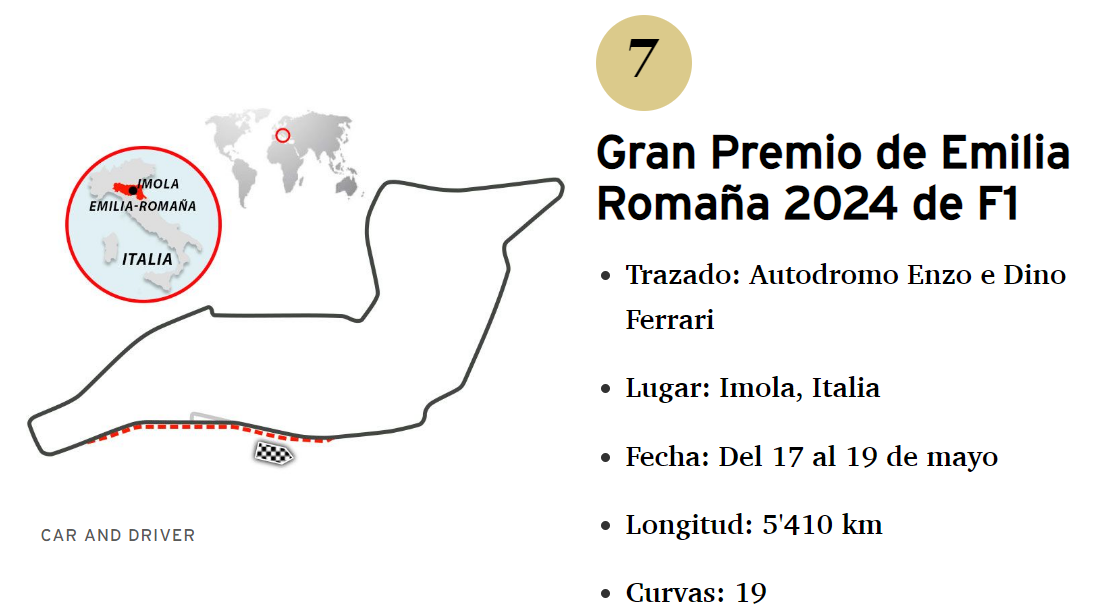 7
Gran Premio de Emilia
Romaña 2024 de F1
IMOLA
EMILIA-ROMAÑA
ITALIA
CAR AND DRIVER
Trazado: Autodromo Enzo e Dino
Ferrari
Lugar: Imola, Italia
Fecha: Del 17 al 19 de mayo
Longitud: 5'410 km
Curvas: 19